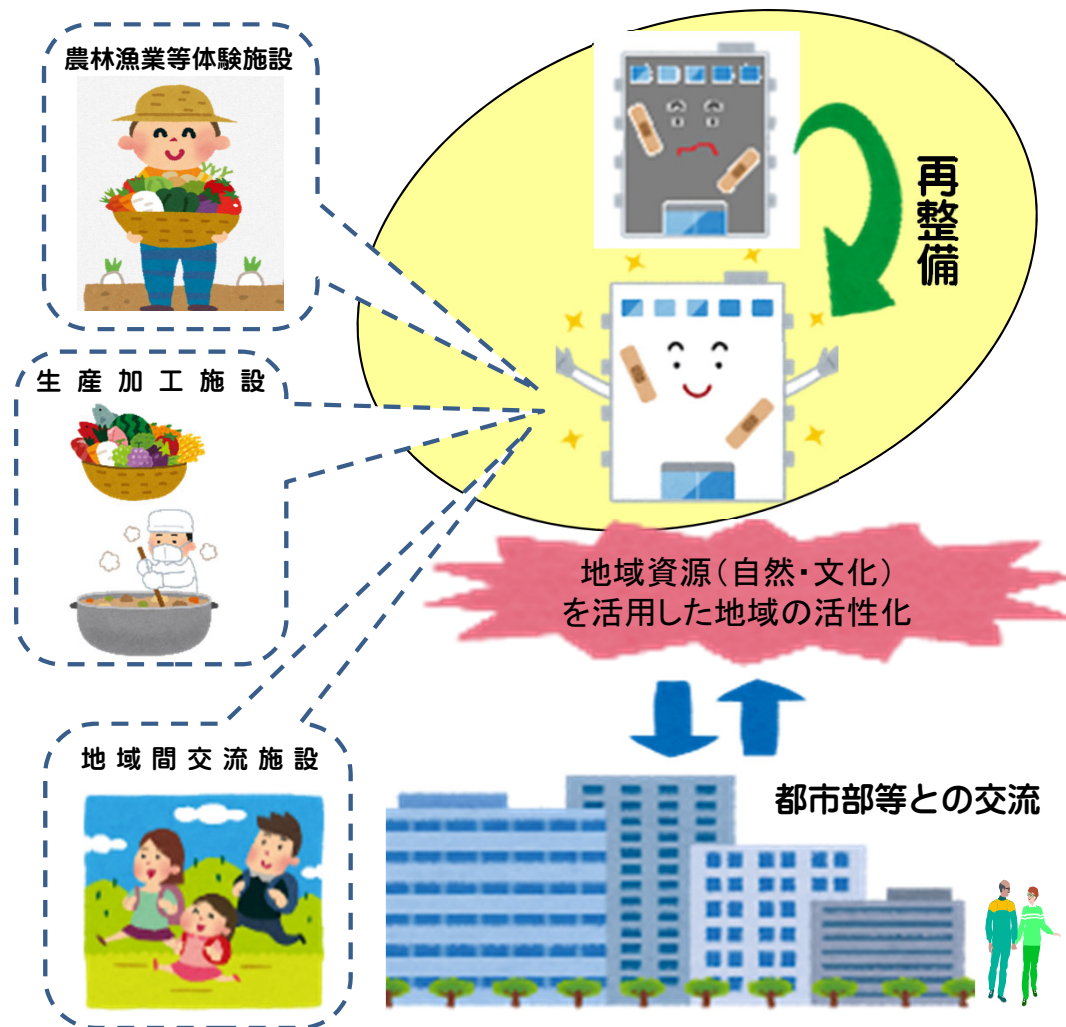 農林漁業等体験施設
再整備
生産加工施設
地域資源（自然・文化）
を活用した地域の活性化
地域間交流施設
都市部等との交流